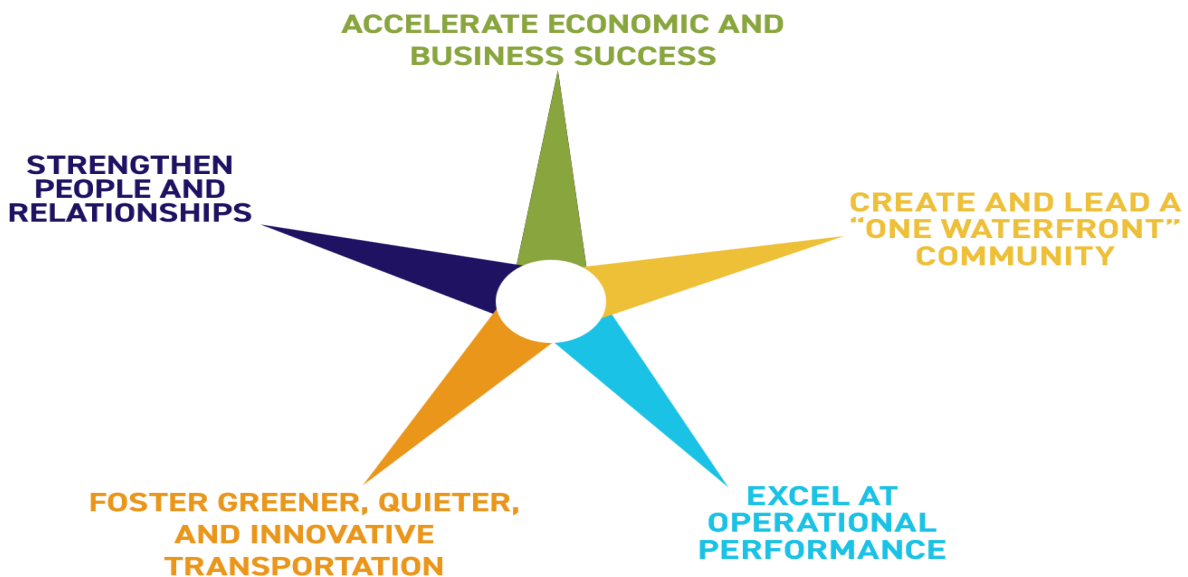 ACCELERATE ECONOMIC AND
BUSINESS SUCCESS
STRENGTHEN
PEOPLE AND
RELATIONSHIPS
CREATE AND LEAD A
“ONE WATERFRONT”
COMMUNITY
FOSTER GREENER, QUIETER,
AND INNOVATIVE
TRANSPORTATION
EXCEL AT
OPERATIONAL
PERFORMANCE